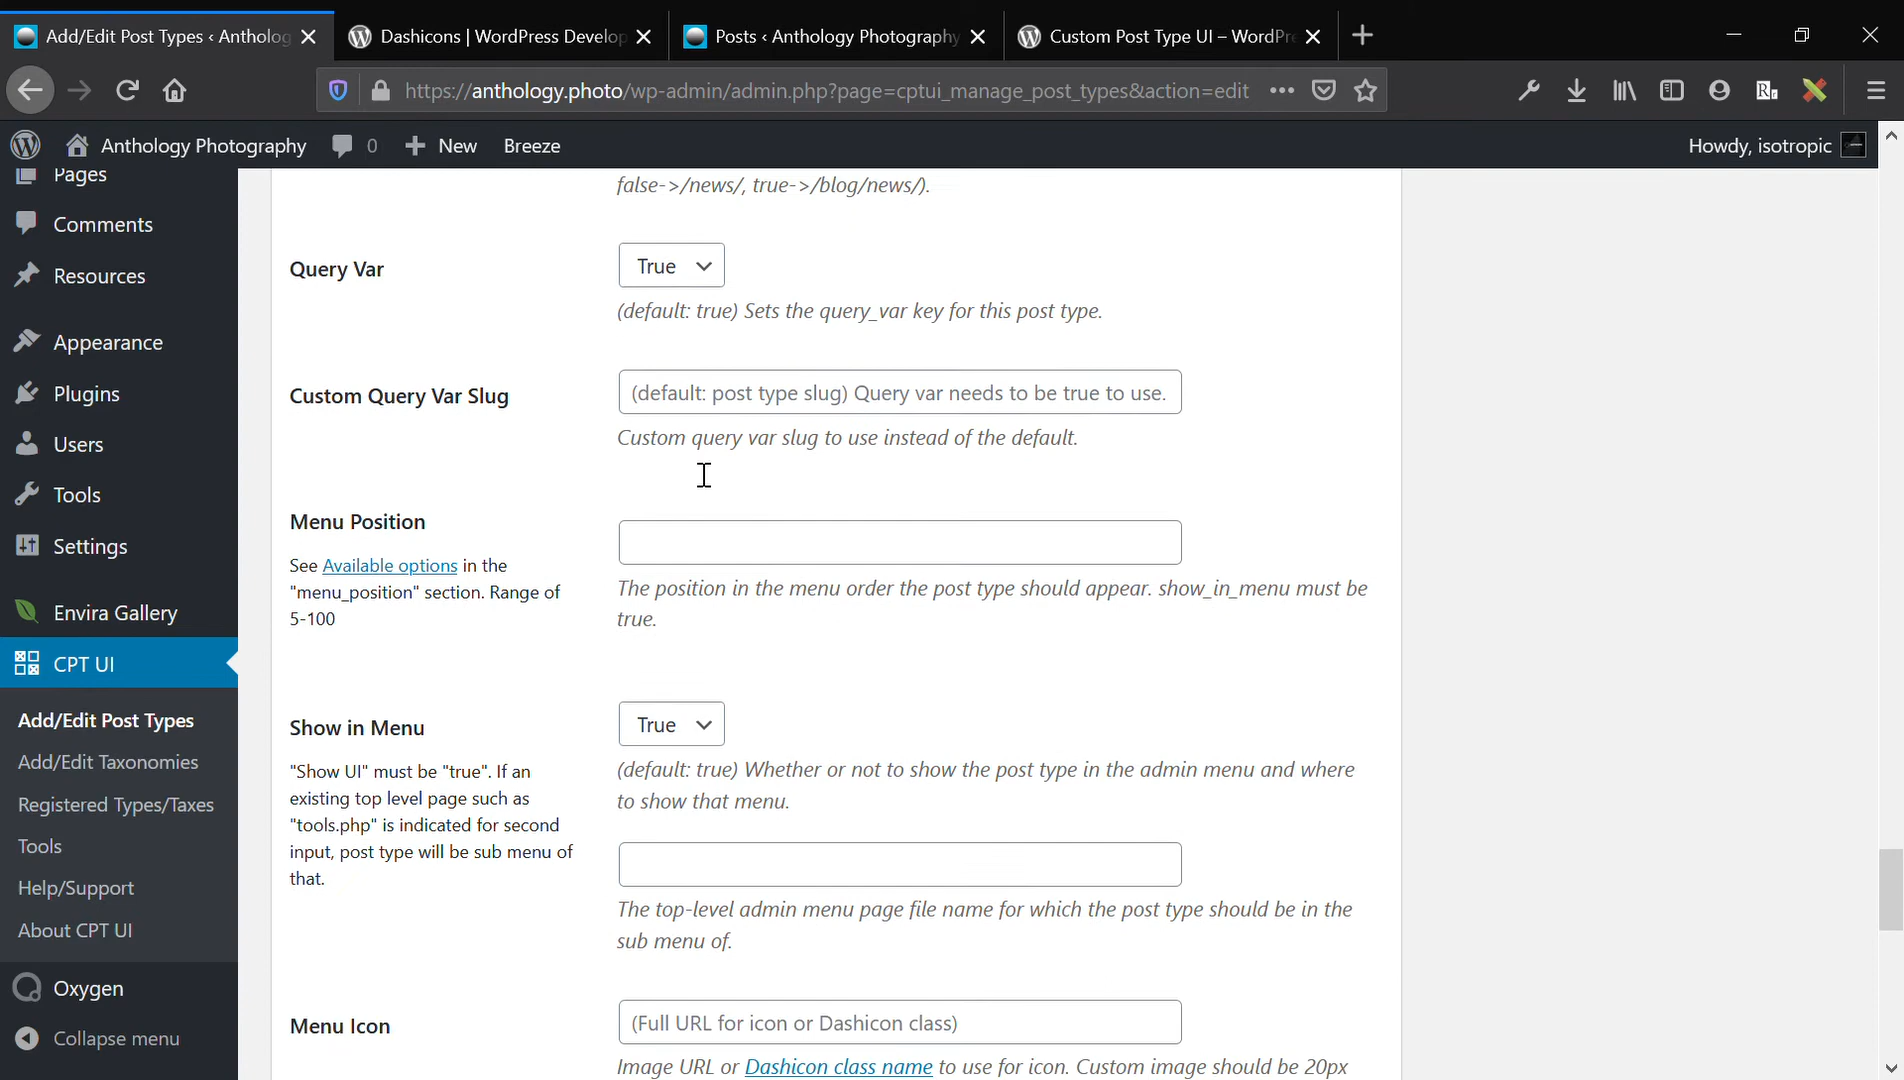 Add/Edit Post Types ‹ Antholog
Dashicons | WordPress Develop
Posts ‹ Anthology Photography
Custom Post Type UI – WordPre
https://anthology.photo/wp-admin/admin.php?page=cptui_manage_post_types&action=edit
Anthology Photography
0
New
Breeze
Howdy, isotropic
Pages
Comments
Resources
Appearance
Plugins
Users
Tools
Settings
Envira Gallery
CPT UI
Add/Edit Post Types
Add/Edit Taxonomies
Registered Types/Taxes
Tools
Help/Support
About CPT UI
Oxygen
Collapse menu
false->/news/, true->/blog/news/).
Query Var
True
(default: true) Sets the query_var key for this post type.
Custom Query Var Slug
(default: post type slug) Query var needs to be true to use.
Custom query var slug to use instead of the default.
Menu Position
See Available options in the
"menu_position" section. Range of
5-100
The position in the menu order the post type should appear. show_in_menu must be
true.
Show in Menu
"Show UI" must be "true". If an
existing top level page such as
"tools.php" is indicated for second
input, post type will be sub menu of
that.
True
(default: true) Whether or not to show the post type in the admin menu and where
to show that menu.
The top-level admin menu page file name for which the post type should be in the
sub menu of.
Menu Icon
(Full URL for icon or Dashicon class)
Image URL or Dashicon class name to use for icon. Custom image should be 20px